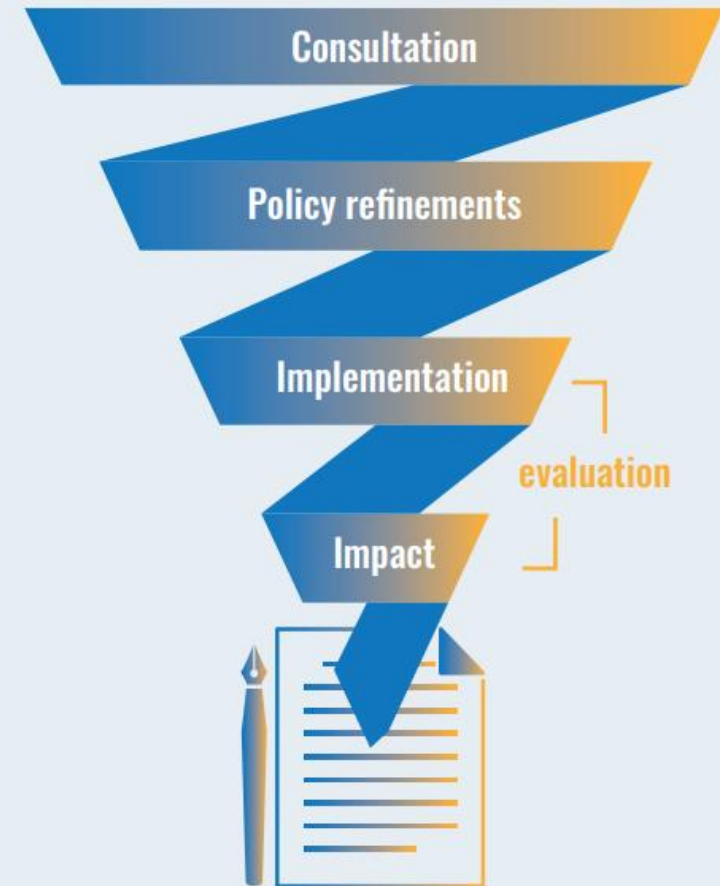 Consultation
Policy refinements
Implementation
evaluation
Impact